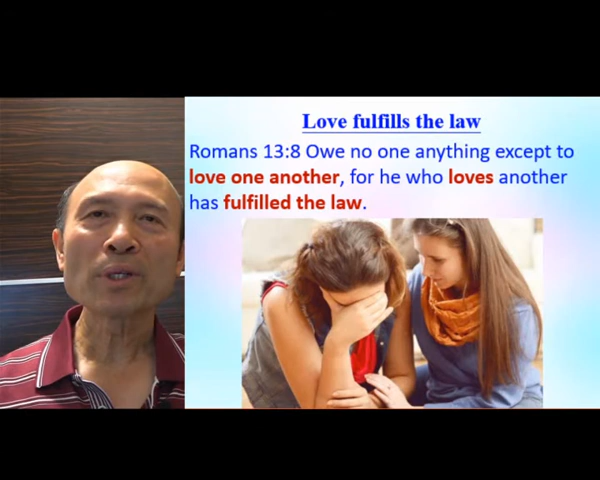 Love fulfills the law
Romans 13:8 Owe no one anything except to
love one another, for he who loves another
has fulfilled the law.